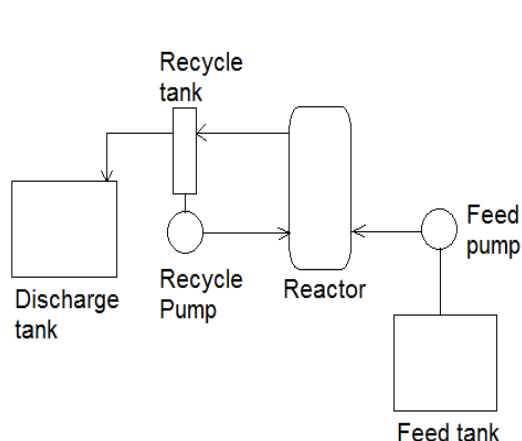 Recycle
tank
Feed
pump
Recycle
Pump
Reactor
Discharge
tank
Feed tank